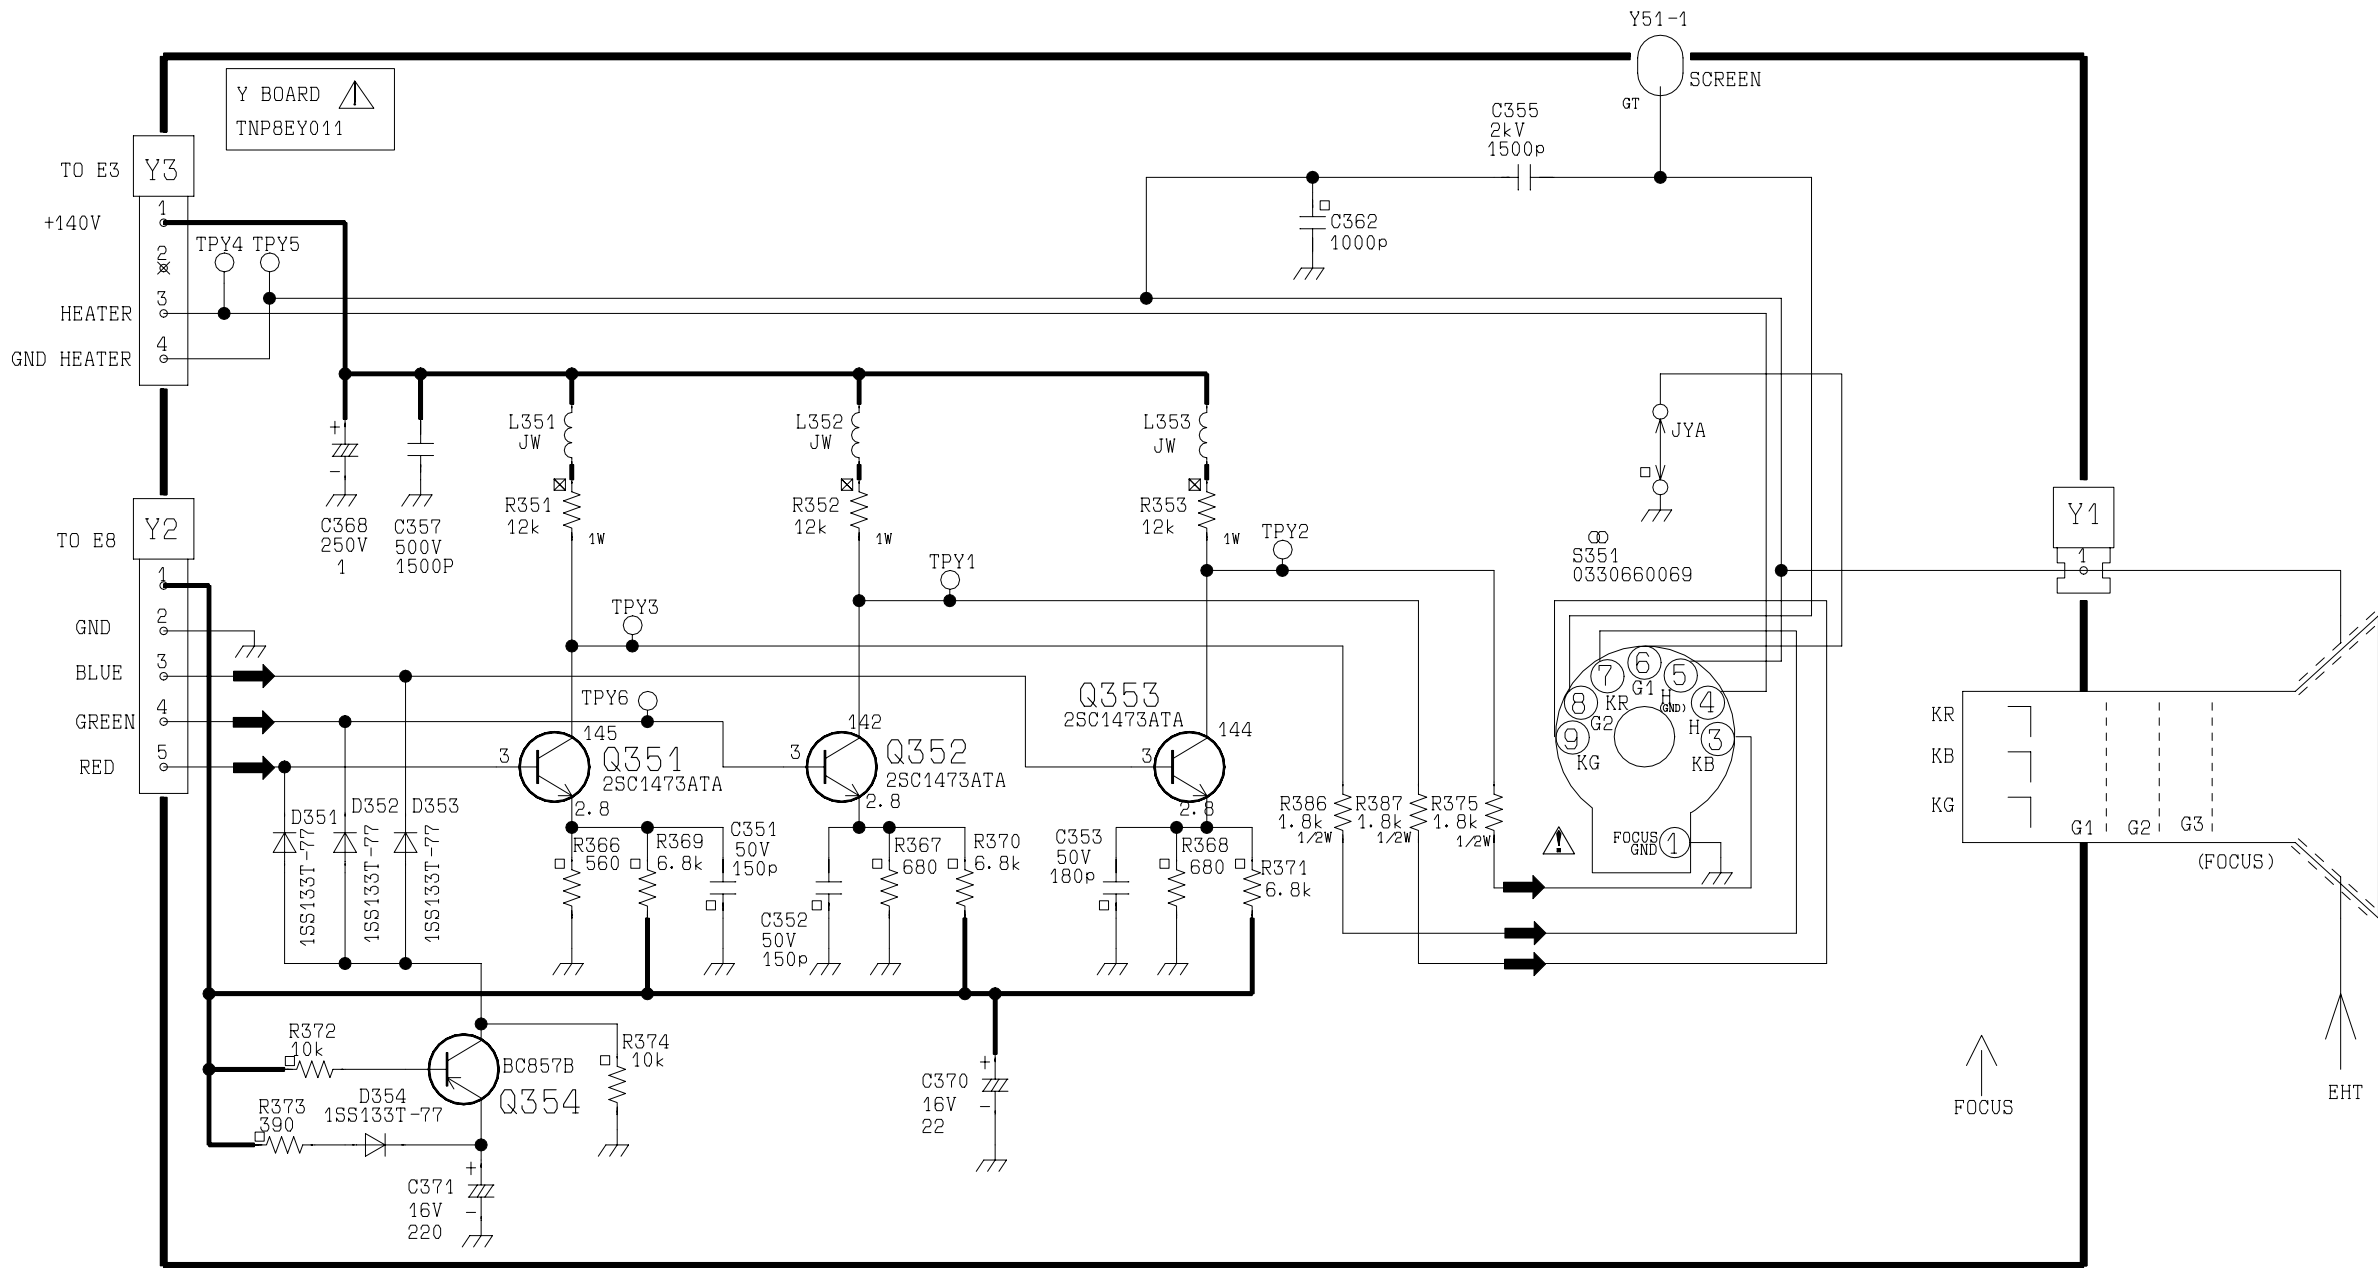 Y51-1
SCREEN
GT
Y BOARD
TNP8EY011
C355
2kV
1500p
TO E3
Y3
+140V
1
2
3
4
TPY4
TPY5
HEATER
GND HEATER
C362
1000p
+
-
C368
250V
1
C357
500V
1500P
L351
JW
R351
12k
1W
L352
JW
R352
12k
1W
L353
JW
R353
12k
1W
TPY2
TPY1
TPY3
TPY6
JYA
S351
0330660069
Y1
1
TO E8
Y2
1
2
3
4
5
GND
BLUE
GREEN
RED
145
3
Q351
2SC1473ATA
2.8
142
3
Q352
2SC1473ATA
2.8
Q353
2SC1473ATA
144
3
2.8
D351
1SS133T-77
D352
1SS133T-77
D353
1SS133T-77
R366
560
R369
6.8k
C351
50V
150p
C352
50V
150p
R367
680
R370
6.8k
C353
50V
180p
R368
680
R371
6.8k
R386
1.8k
1/2W
R387
1.8k
1/2W
R375
1.8k
1/2W
6
7
5
8
4
9
3
1
G1
KR
H
(GND)
G2
H
KG
KB
FOCUS
GND
KR
KB
KG
G1
G2
G3
(FOCUS)
R372
10k
BC857B
Q354
R374
10k
R373
390
D354
1SS133T-77
+
-
C371
16V
220
+
-
C370
16V
22
FOCUS
EHT